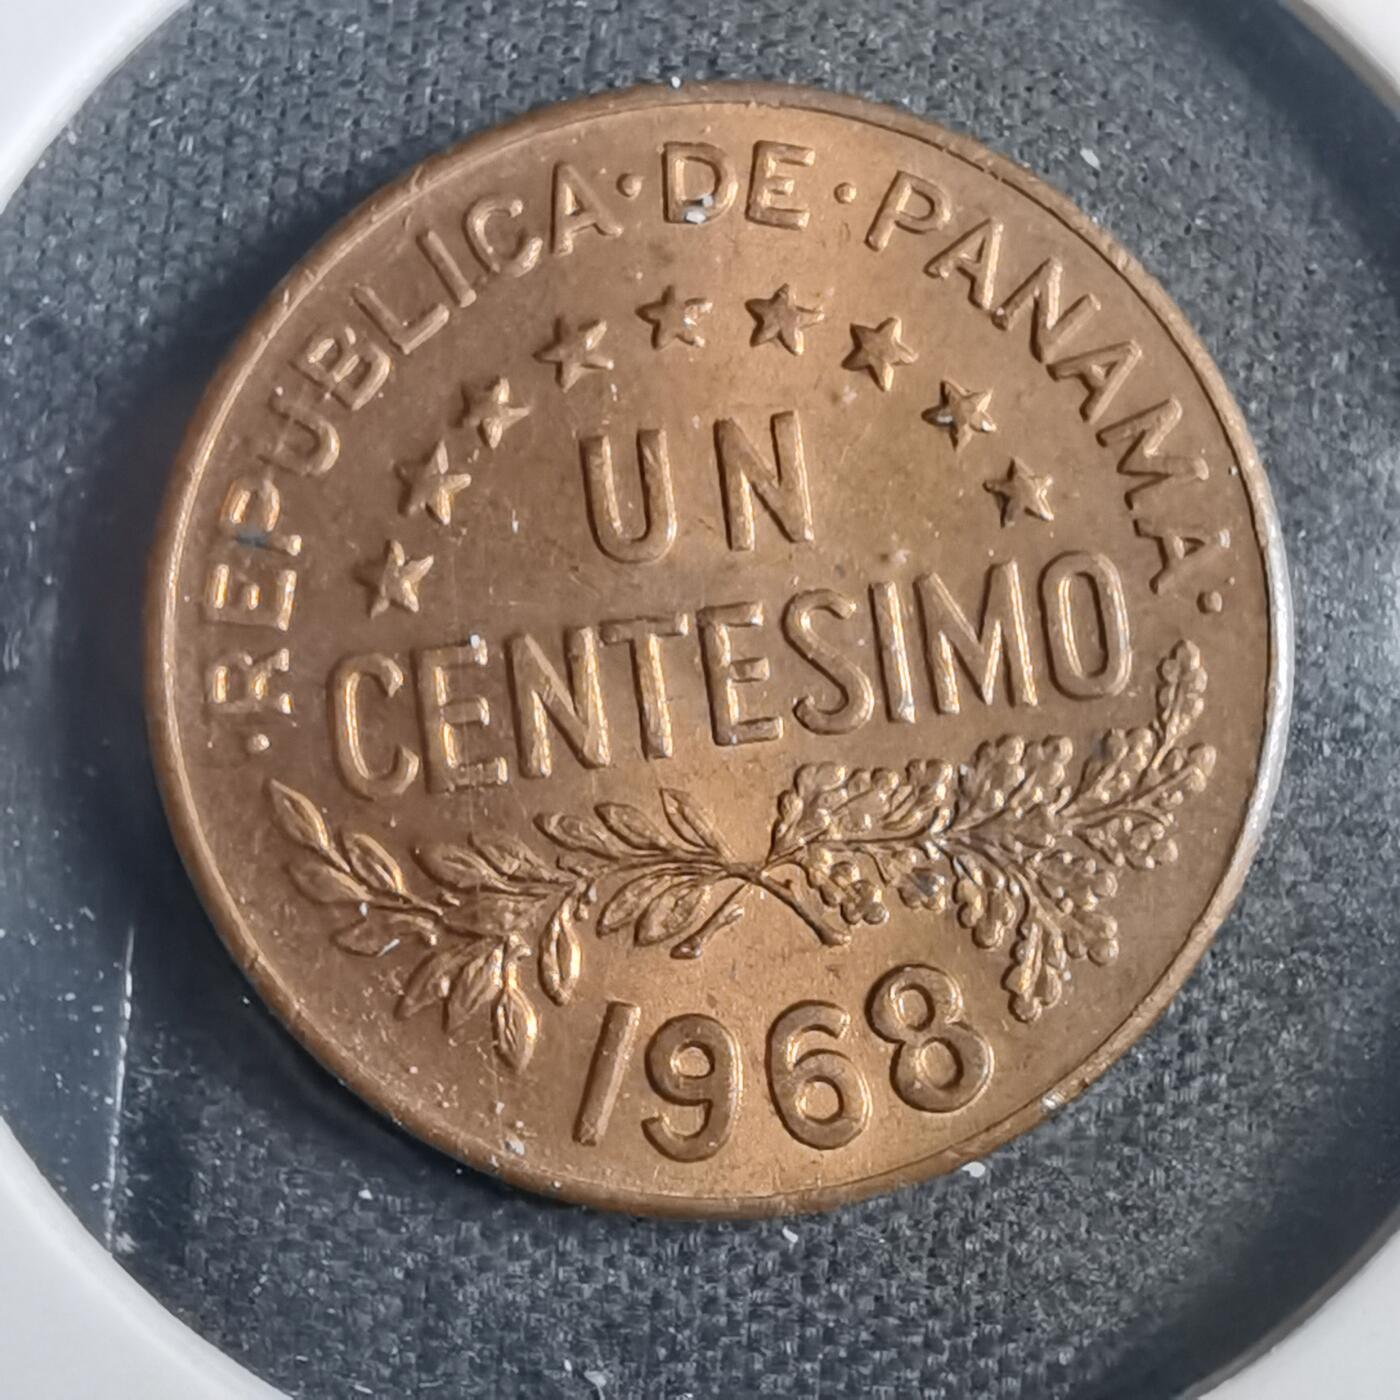 ·REPUBLICA·DE·PANAMA·
UN
CENTESIMO
1968